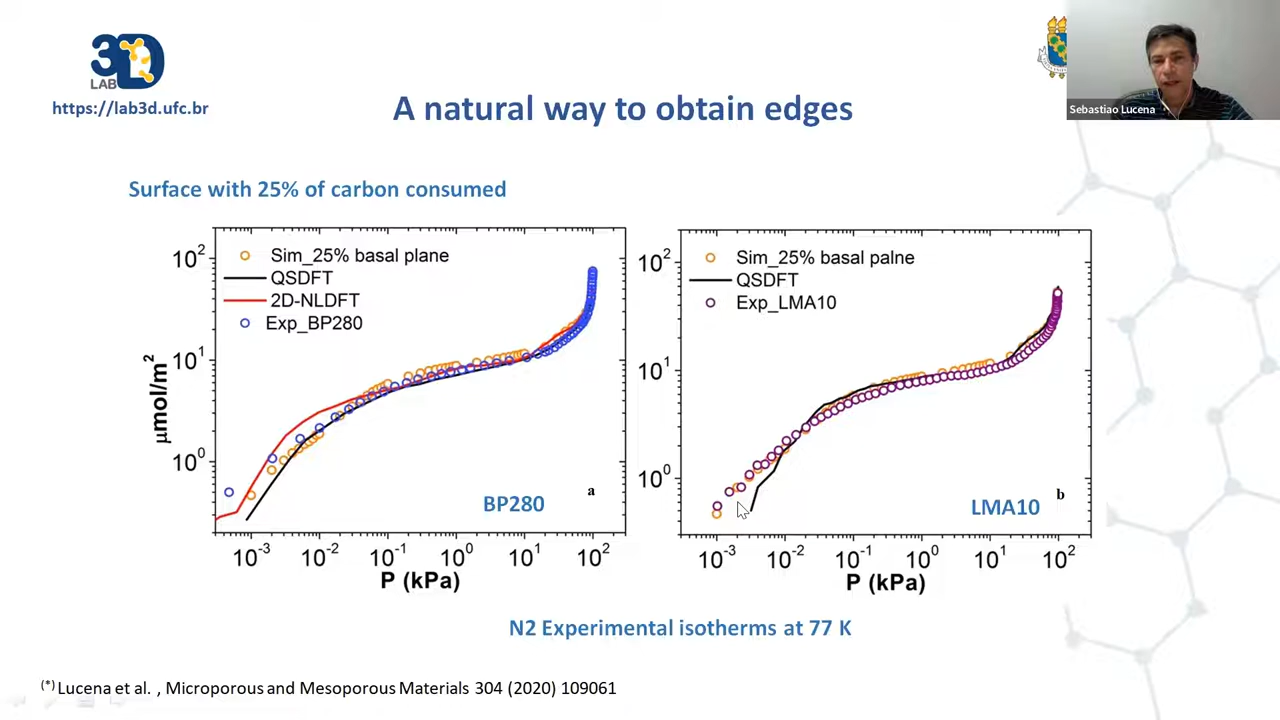 3D
LAB
https://lab3d.ufc.br
A natural way to obtain edges
Sebastiao Lucena
Surface with 25% of carbon consumed
Sim_25% basal plane
QSDFT
2D-NLDFT
Exp_BP280
10²
10¹
10⁰
μmol/m²
BP280
a
10⁻³ 10⁻² 10⁻¹ 10⁰ 10¹ 10²
P (kPa)
Sim_25% basal palne
QSDFT
Exp_LMA10
10²
10¹
10⁰
LMA10
b
10⁻³ 10⁻² 10⁻¹ 10⁰ 10¹ 10²
P (kPa)
N2 Experimental isotherms at 77 K
(*) Lucena et al. , Microporous and Mesoporous Materials 304 (2020) 109061